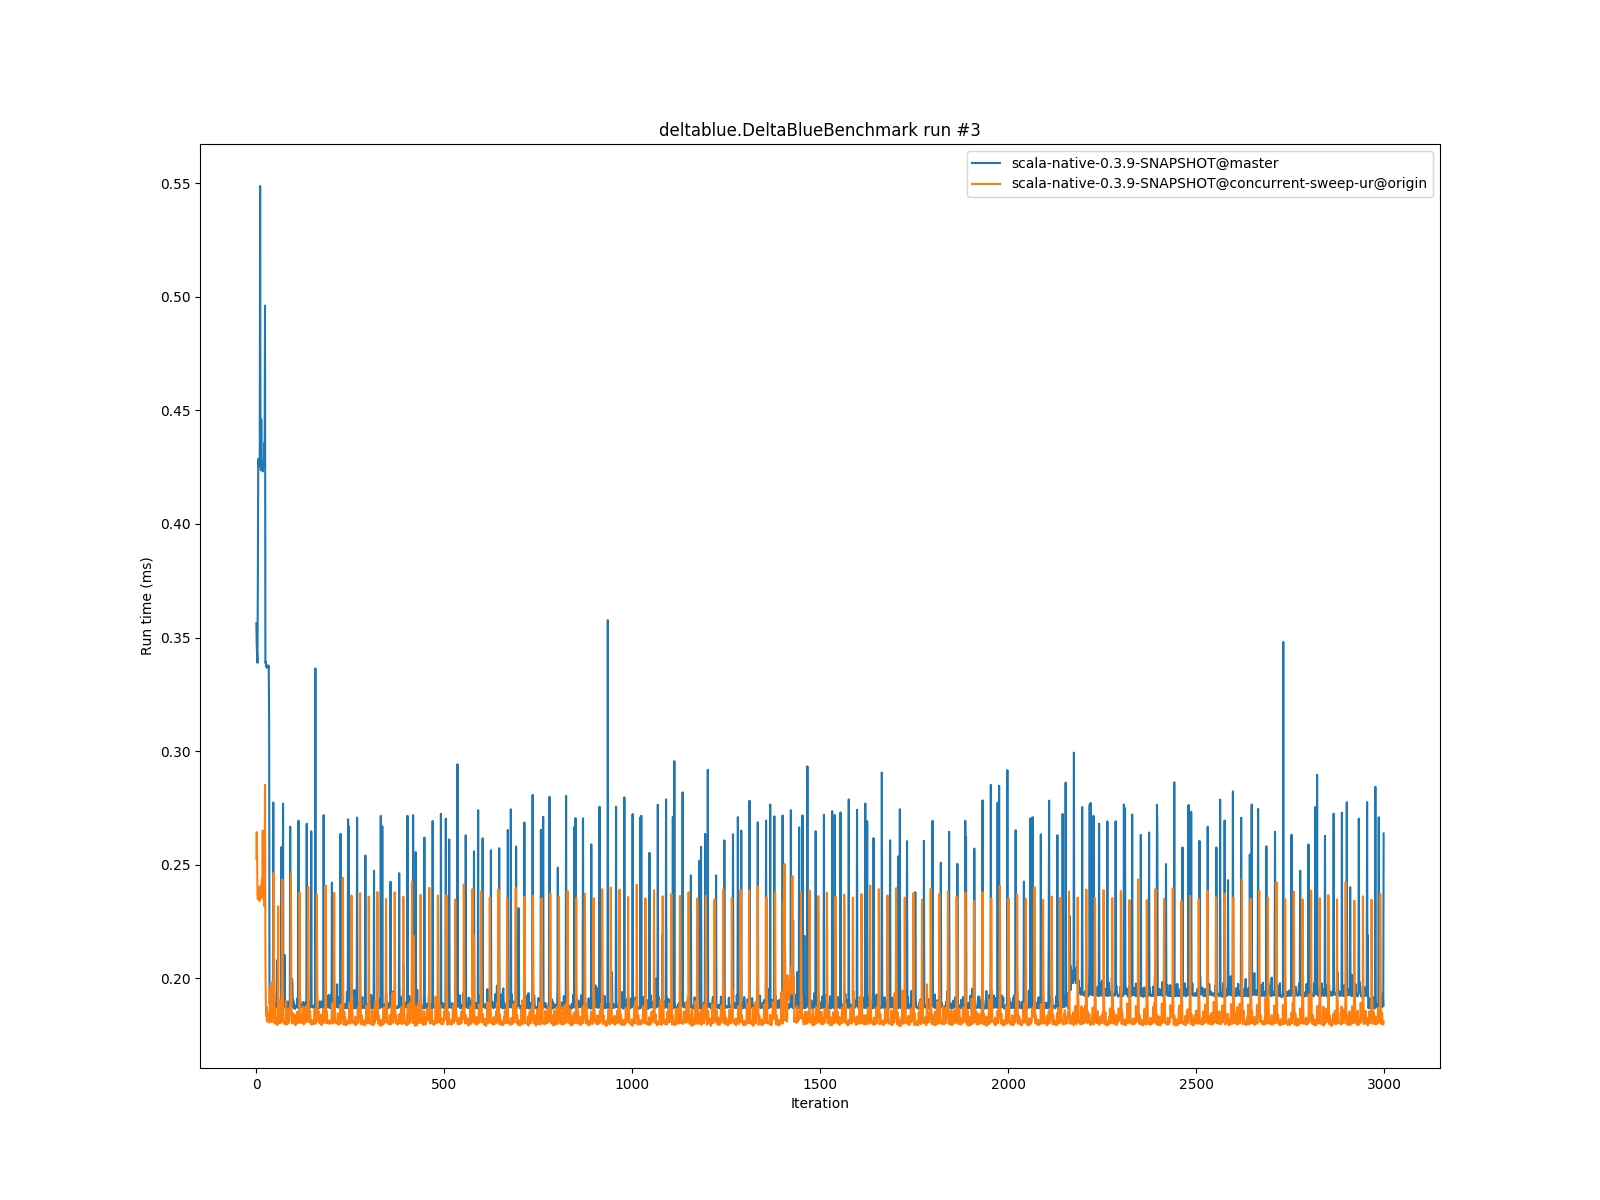 deltablue.DeltaBlueBenchmark run #3
scala-native-0.3.9-SNAPSHOT@master
scala-native-0.3.9-SNAPSHOT@concurrent-sweep-ur@origin
Run time (ms)
0.55
0.50
0.45
0.40
0.35
0.30
0.25
0.20
0 500 1000 1500 2000 2500 3000
Iteration